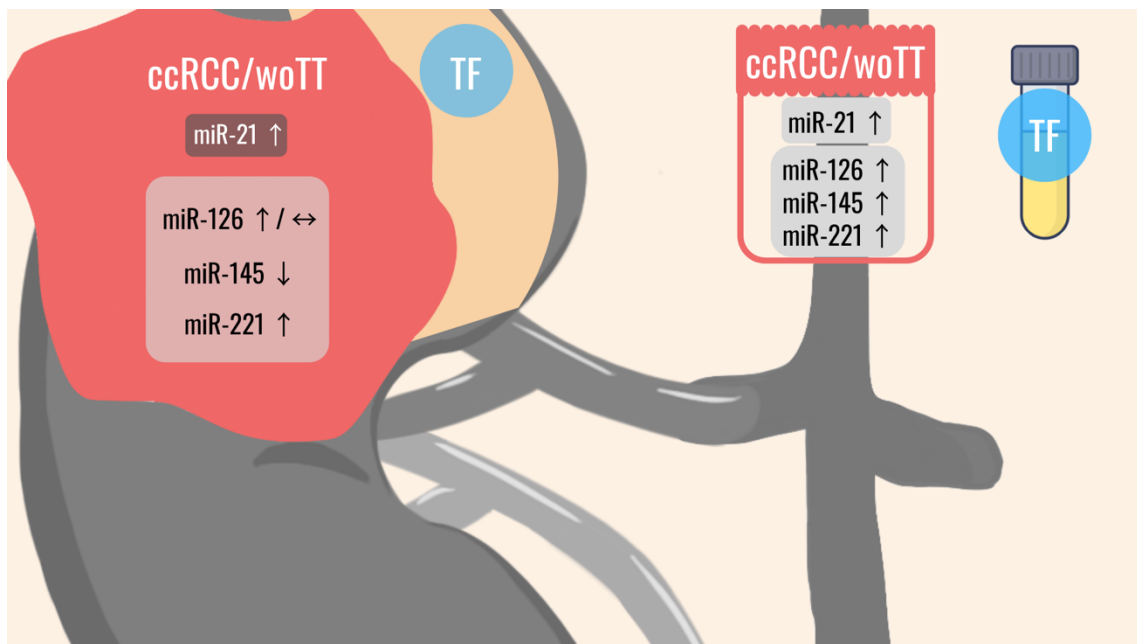 ccRCC/woTT
miR-21 ↑
miR-126 ↑ / ↔
miR-145 ↓
miR-221 ↑
TF
ccRCC/woTT
miR-21 ↑
miR-126 ↑
miR-145 ↑
miR-221 ↑
TF